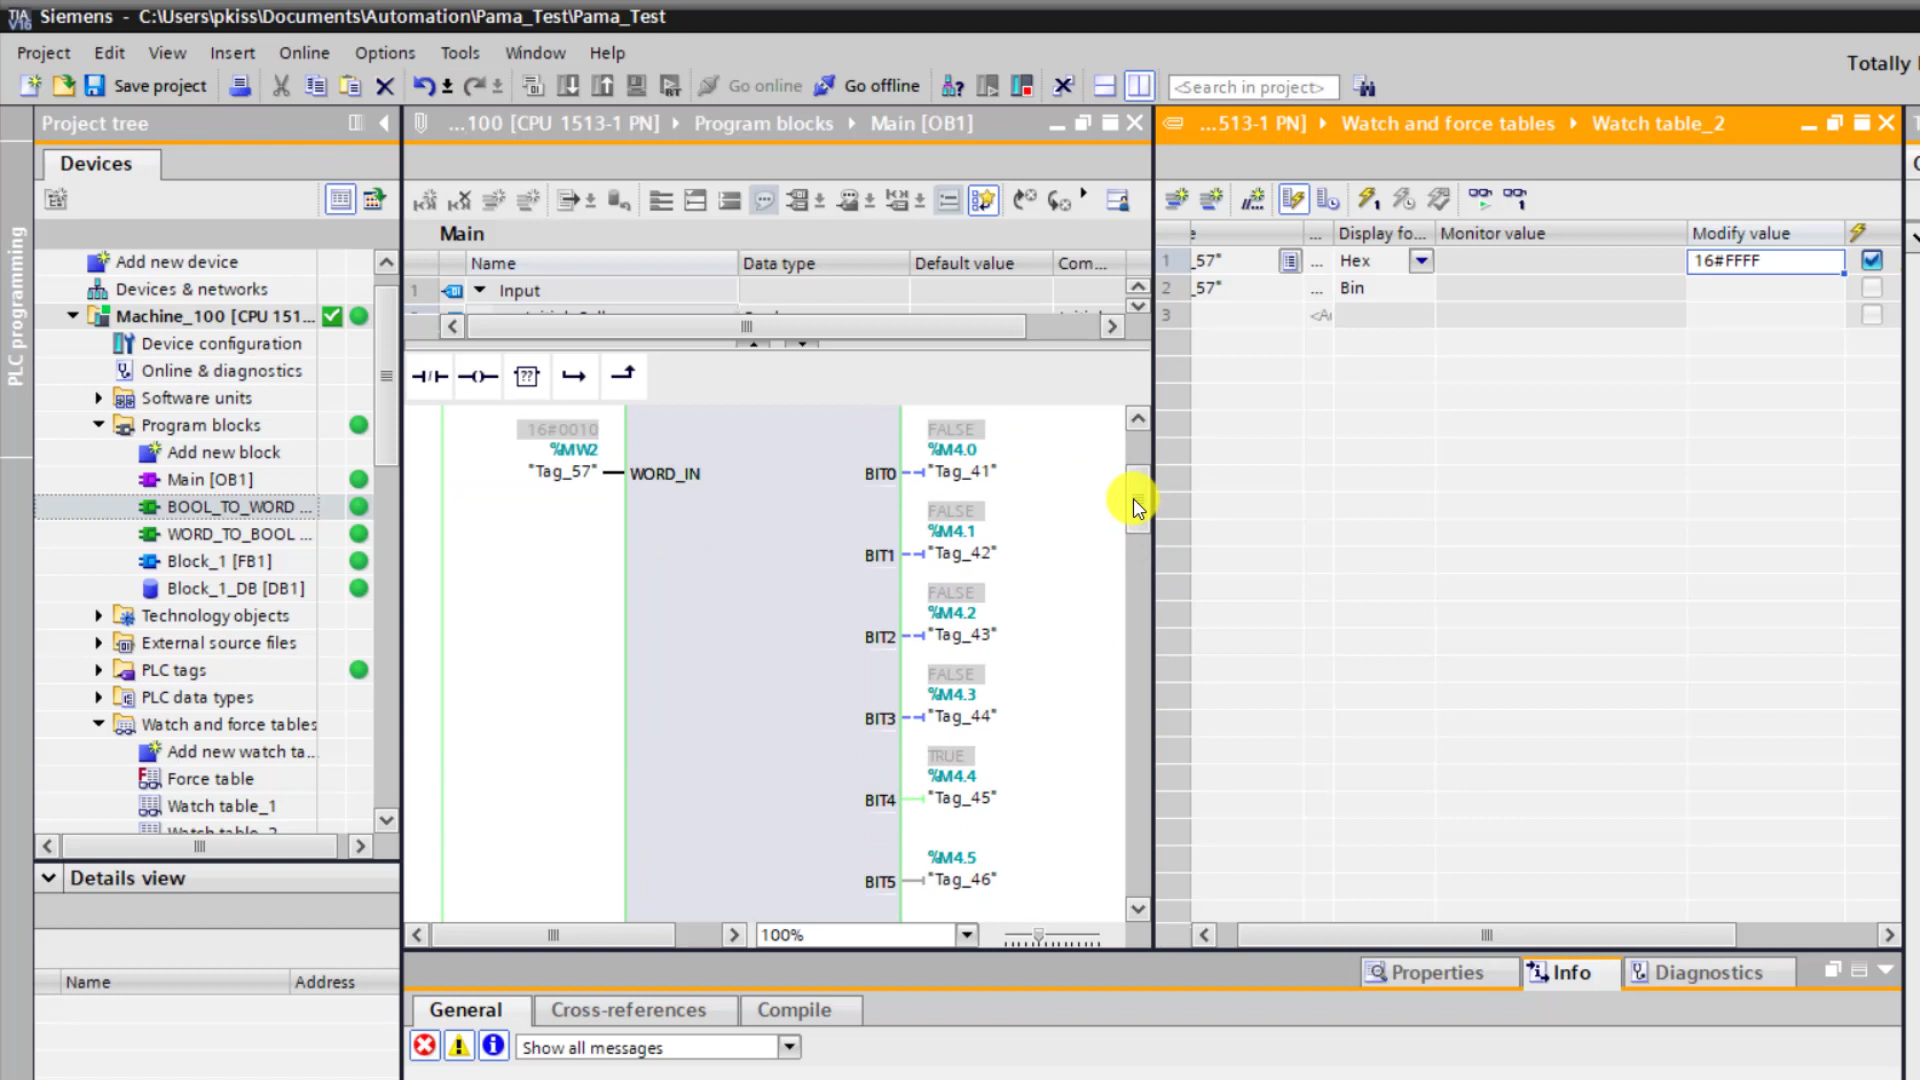 TIA V16 Siemens - C:\Users\pkiss\Documents\Automation\Pama_Test\Pama_Test
Project Edit View Insert Online Options Tools Window Help
Totally
Save project Go online Go offline <Search in project>
Project tree
...100 [CPU 1513-1 PN] Program blocks Main [OB1]
...513-1 PN] Watch and force tables Watch table_2
Devices
PLC programming
Main
Name Data type Default value Com...
1 Input
... Display fo... Monitor value Modify value
1 _57" ... Hex 16#FFFF
2 _57" ... Bin
3
Add new device
Devices & networks
Machine_100 [CPU 151...
Device configuration
Online & diagnostics
Software units
Program blocks
Add new block
Main [OB1]
BOOL_TO_WORD ...
WORD_TO_BOOL ...
Block_1 [FB1]
Block_1_DB [DB1]
Technology objects
External source files
PLC tags
PLC data types
Watch and force tables
Add new watch ta...
Force table
Watch table_1
Watch table_2
??
16#0010
%MW2
"Tag_57" WORD_IN
FALSE
%M4.0
BIT0 "Tag_41"
FALSE
%M4.1
BIT1 "Tag_42"
FALSE
%M4.2
BIT2 "Tag_43"
FALSE
%M4.3
BIT3 "Tag_44"
TRUE
%M4.4
BIT4 "Tag_45"
%M4.5
BIT5 "Tag_46"
100%
Details view
Name Address
Properties Info Diagnostics
General Cross-references Compile
Show all messages